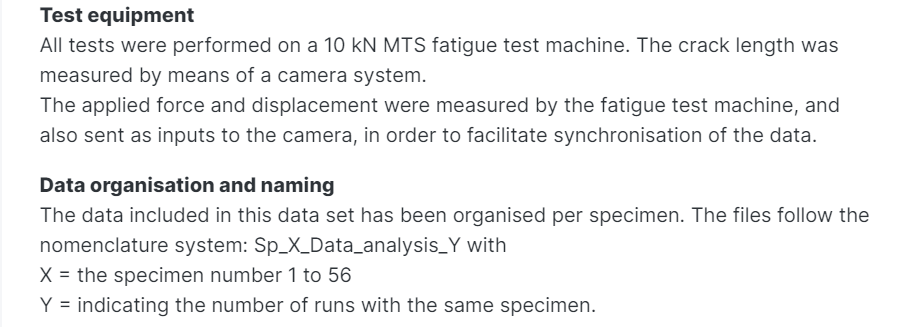 Test equipment
All tests were performed on a 10 kN MTS fatigue test machine. The crack length was
measured by means of a camera system.
The applied force and displacement were measured by the fatigue test machine, and
also sent as inputs to the camera, in order to facilitate synchronisation of the data.
Data organisation and naming
The data included in this data set has been organised per specimen. The files follow the
nomenclature system: Sp_X_Data_analysis_Y with
X = the specimen number 1 to 56
Y = indicating the number of runs with the same specimen.